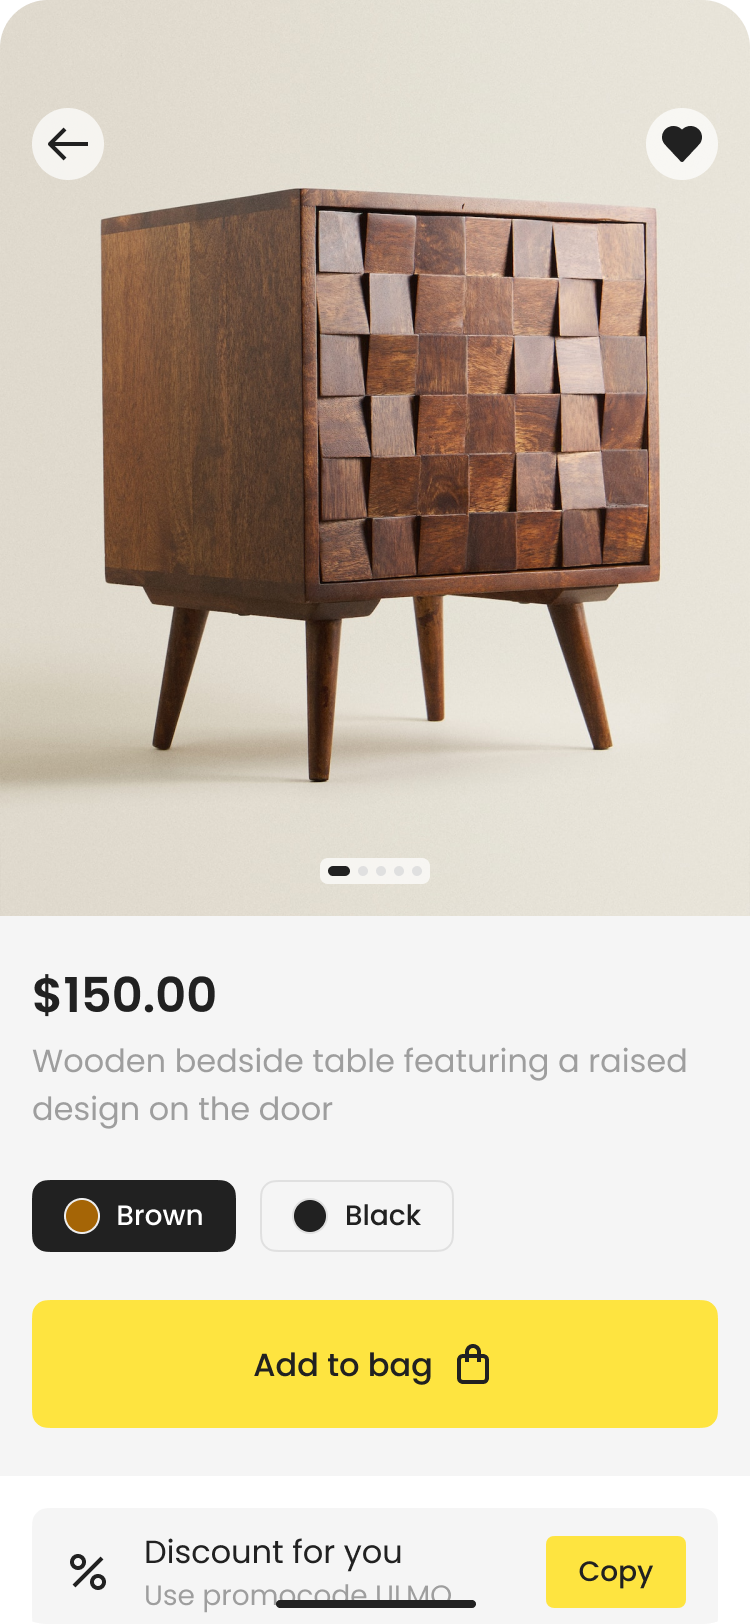 $150.00
Wooden bedside table featuring a raised
design on the door
Brown
Black
Add to bag
Discount for you
Copy
Use promocode ULMO